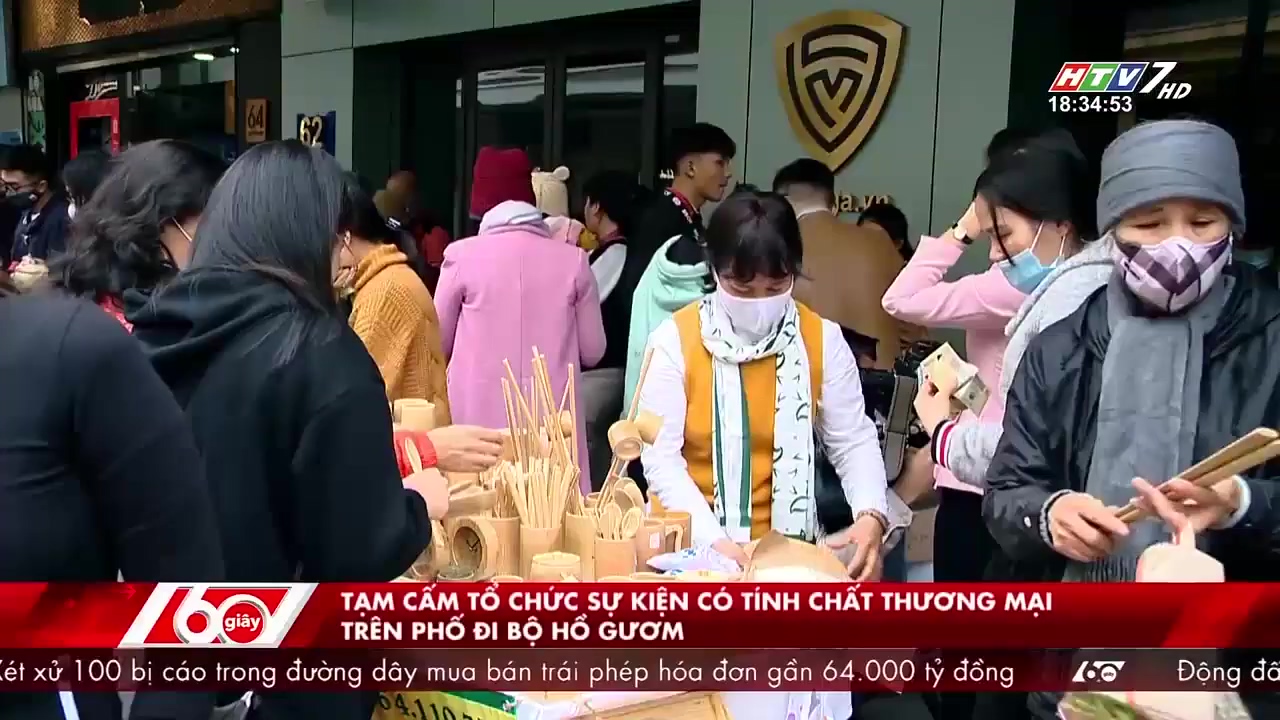 HTV7 HD
18:34:53
64
62
60 giây
TẠM CẤM TỔ CHỨC SỰ KIỆN CÓ TÍNH CHẤT THƯƠNG MẠI
TRÊN PHỐ ĐI BỘ HỒ GƯƠM
Xét xử 100 bị cáo trong đường dây mua bán trái phép hóa đơn gần 64.000 tỷ đồng
60
Động